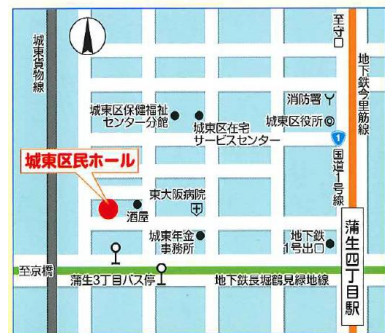 至守口
城東貨物線
地下鉄今里筋線
消防署
城東区保健福祉
センター分館
城東区役所
城東区在宅
サービスセンター
1
国道1号線
城東区民ホール
東大阪病院
酒屋
蒲生四丁目駅
城東年金
事務所
地下鉄
1号出口
至京橋
蒲生3丁目バス停
地下鉄長堀鶴見緑地線